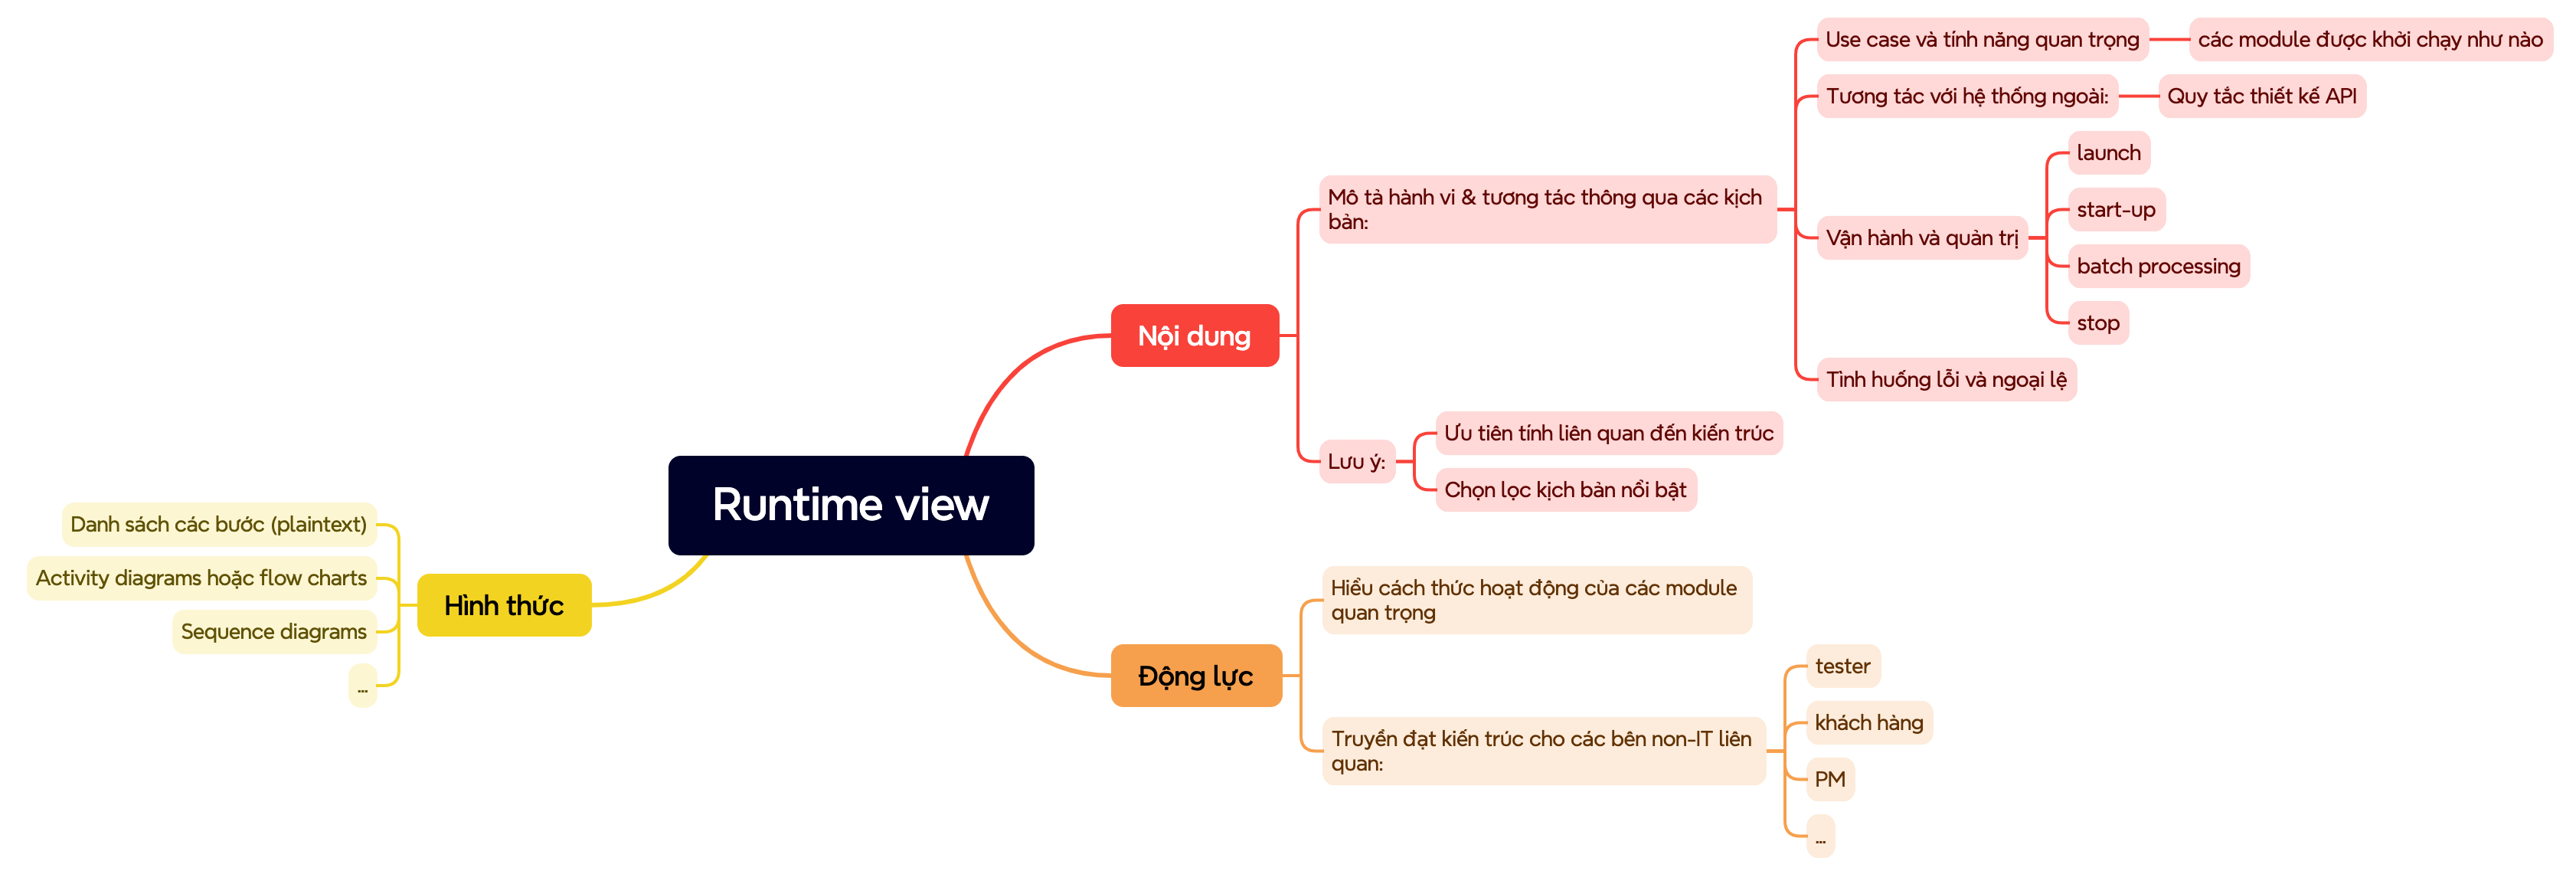 Runtime view
Nội dung
Mô tả hành vi & tương tác thông qua các kịch
bản:
Use case và tính năng quan trọng
các module được khởi chạy như nào
Tương tác với hệ thống ngoài:
Quy tắc thiết kế API
Vận hành và quản trị
launch
start-up
batch processing
stop
Tình huống lỗi và ngoại lệ
Lưu ý:
Ưu tiên tính liên quan đến kiến trúc
Chọn lọc kịch bản nổi bật
Động lực
Hiểu cách thức hoạt động của các module
quan trọng
Truyền đạt kiến trúc cho các bên non-IT liên
quan:
tester
khách hàng
PM
...
Hình thức
Danh sách các bước (plaintext)
Activity diagrams hoặc flow charts
Sequence diagrams
...